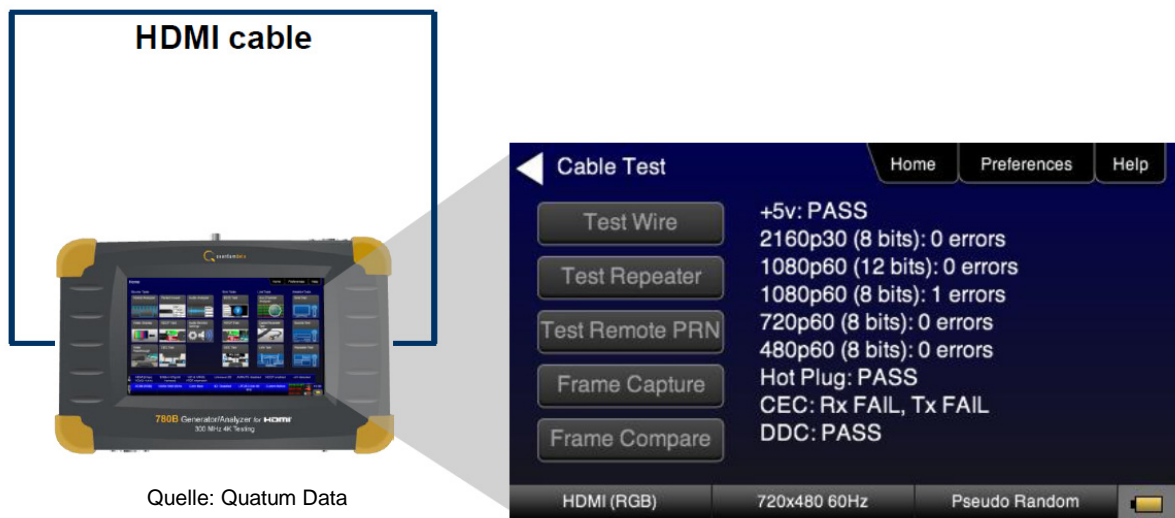 HDMI cable
quantumdata
780B Generator/Analyzer for HDMI
300 MHz 4K Testing
Quelle: Quatum Data
Cable Test
Home
Preferences
Help
Test Wire
Test Repeater
Test Remote PRN
Frame Capture
Frame Compare
+5v: PASS
2160p30 (8 bits): 0 errors
1080p60 (12 bits): 0 errors
1080p60 (8 bits): 1 errors
720p60 (8 bits): 0 errors
480p60 (8 bits): 0 errors
Hot Plug: PASS
CEC: Rx FAIL, Tx FAIL
DDC: PASS
HDMI (RGB)
720x480 60Hz
Pseudo Random